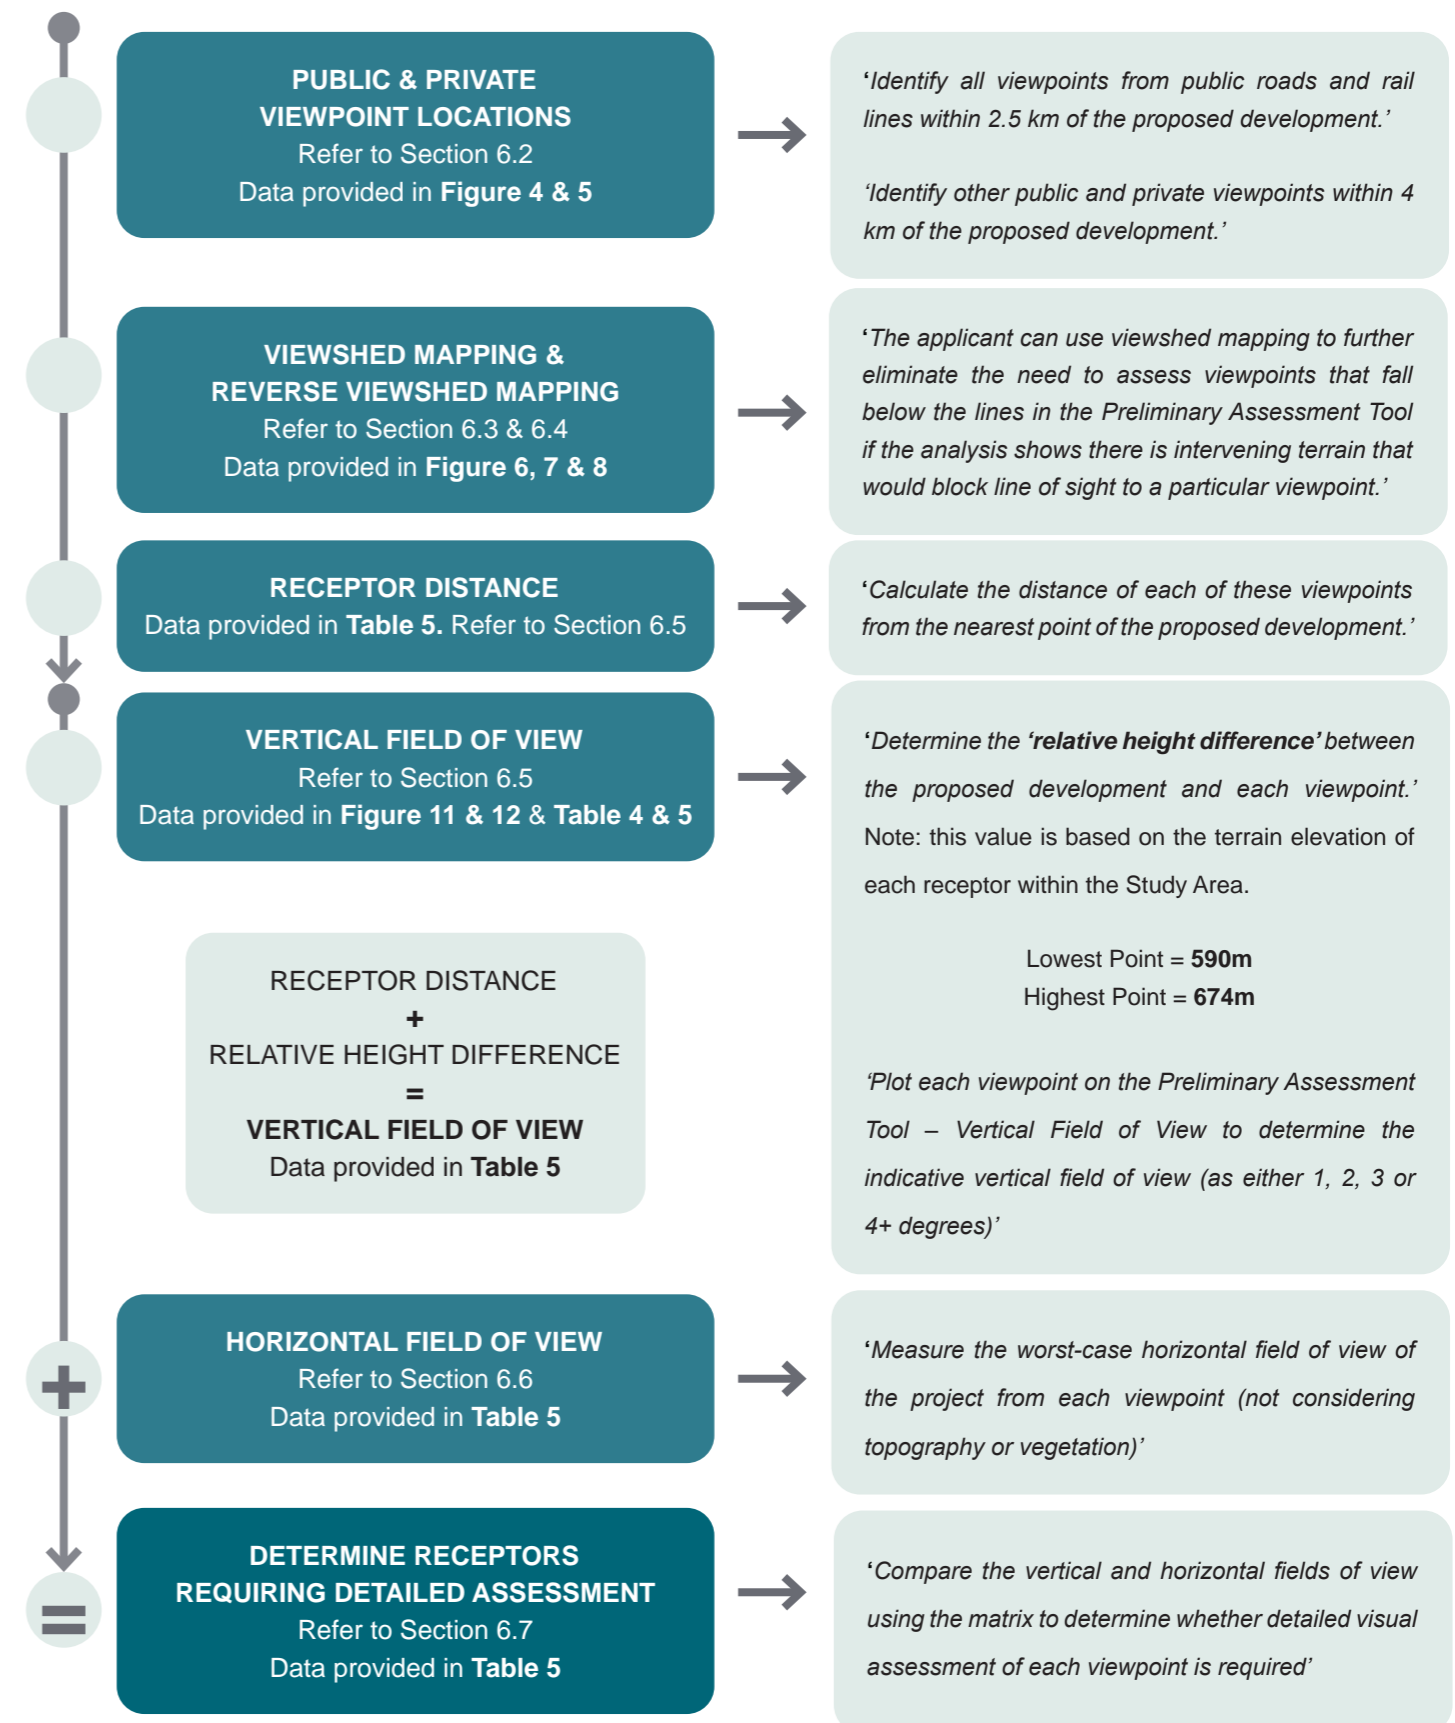 PUBLIC & PRIVATE
VIEWPOINT LOCATIONS
Refer to Section 6.2
Data provided in Figure 4 & 5
‘Identify all viewpoints from public roads and rail
lines within 2.5 km of the proposed development.’
‘Identify other public and private viewpoints within 4
km of the proposed development.’
VIEWSHED MAPPING &
REVERSE VIEWSHED MAPPING
Refer to Section 6.3 & 6.4
Data provided in Figure 6, 7 & 8
‘The applicant can use viewshed mapping to further
eliminate the need to assess viewpoints that fall
below the lines in the Preliminary Assessment Tool
if the analysis shows there is intervening terrain that
would block line of sight to a particular viewpoint.’
RECEPTOR DISTANCE
Data provided in Table 5. Refer to Section 6.5
‘Calculate the distance of each of these viewpoints
from the nearest point of the proposed development.’
VERTICAL FIELD OF VIEW
Refer to Section 6.5
Data provided in Figure 11 & 12 & Table 4 & 5
‘Determine the ‘relative height difference’ between
the proposed development and each viewpoint.’
Note: this value is based on the terrain elevation of
each receptor within the Study Area.
Lowest Point = 590m
Highest Point = 674m
‘Plot each viewpoint on the Preliminary Assessment
Tool – Vertical Field of View to determine the
indicative vertical field of view (as either 1, 2, 3 or
4+ degrees)’
RECEPTOR DISTANCE
+
RELATIVE HEIGHT DIFFERENCE
=
VERTICAL FIELD OF VIEW
Data provided in Table 5
+
HORIZONTAL FIELD OF VIEW
Refer to Section 6.6
Data provided in Table 5
‘Measure the worst-case horizontal field of view of
the project from each viewpoint (not considering
topography or vegetation)’
=
DETERMINE RECEPTORS
REQUIRING DETAILED ASSESSMENT
Refer to Section 6.7
Data provided in Table 5
‘Compare the vertical and horizontal fields of view
using the matrix to determine whether detailed visual
assessment of each viewpoint is required’